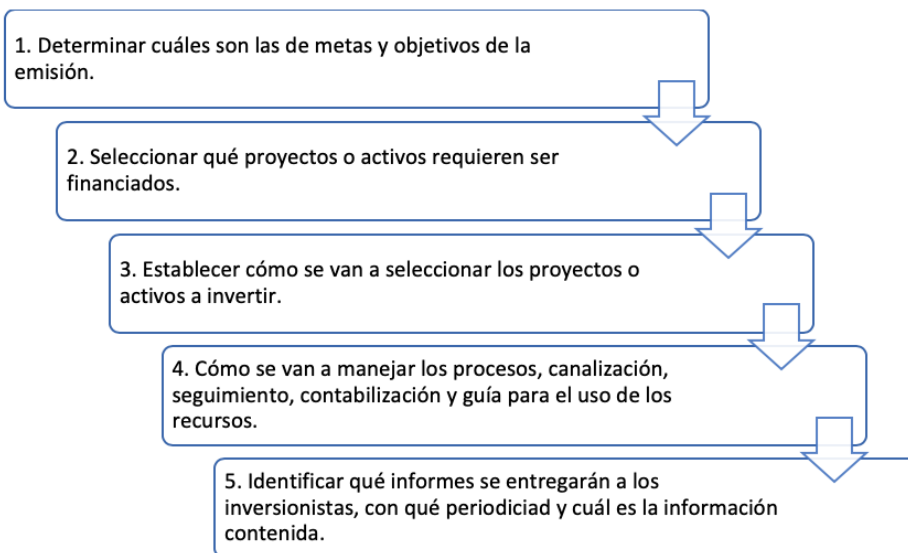 1. Determinar cuáles son las de metas y objetivos de la
emisión.
2. Seleccionar qué proyectos o activos requieren ser
financiados.
3. Establecer cómo se van a seleccionar los proyectos o
activos a invertir.
4. Cómo se van a manejar los procesos, canalización,
seguimiento, contabilización y guía para el uso de los
recursos.
5. Identificar qué informes se entregarán a los
inversionistas, con qué periodiciad y cuál es la información
contenida.